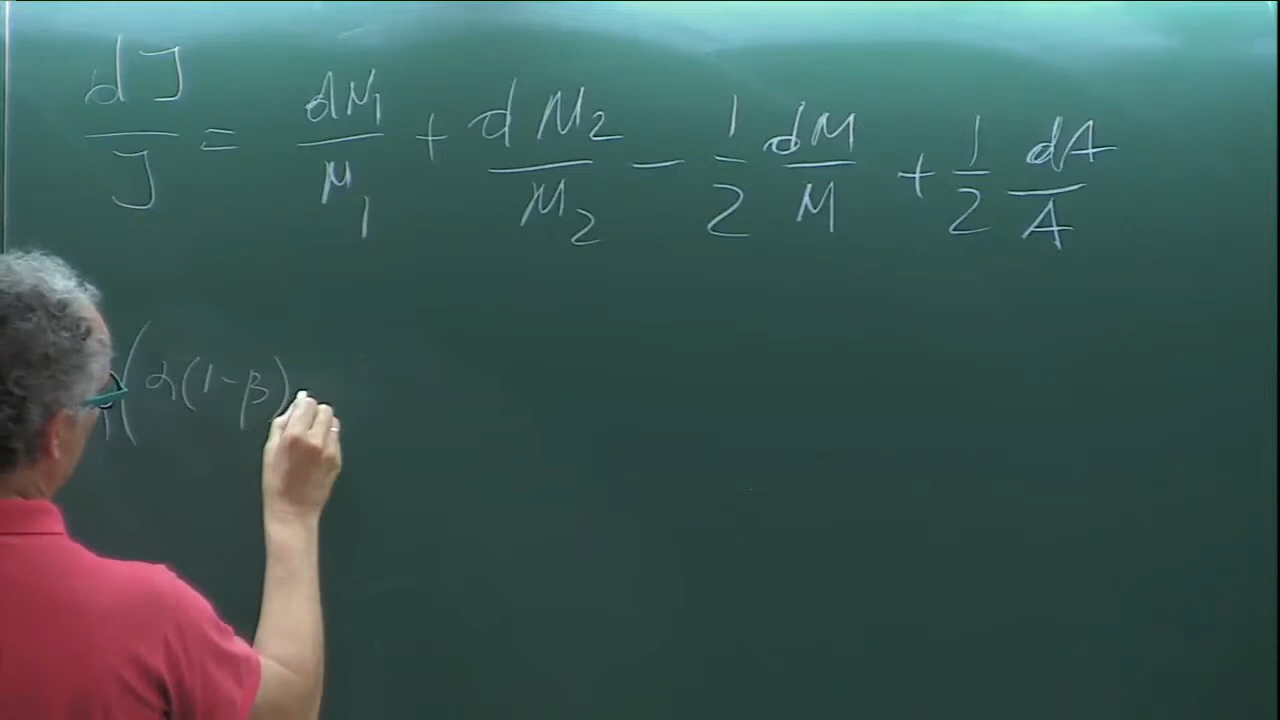 dJ/J = dM₁/M₁ + dM₂/M₂ - 1/2 dM/M + 1/2 dA/A
(α(1-β)